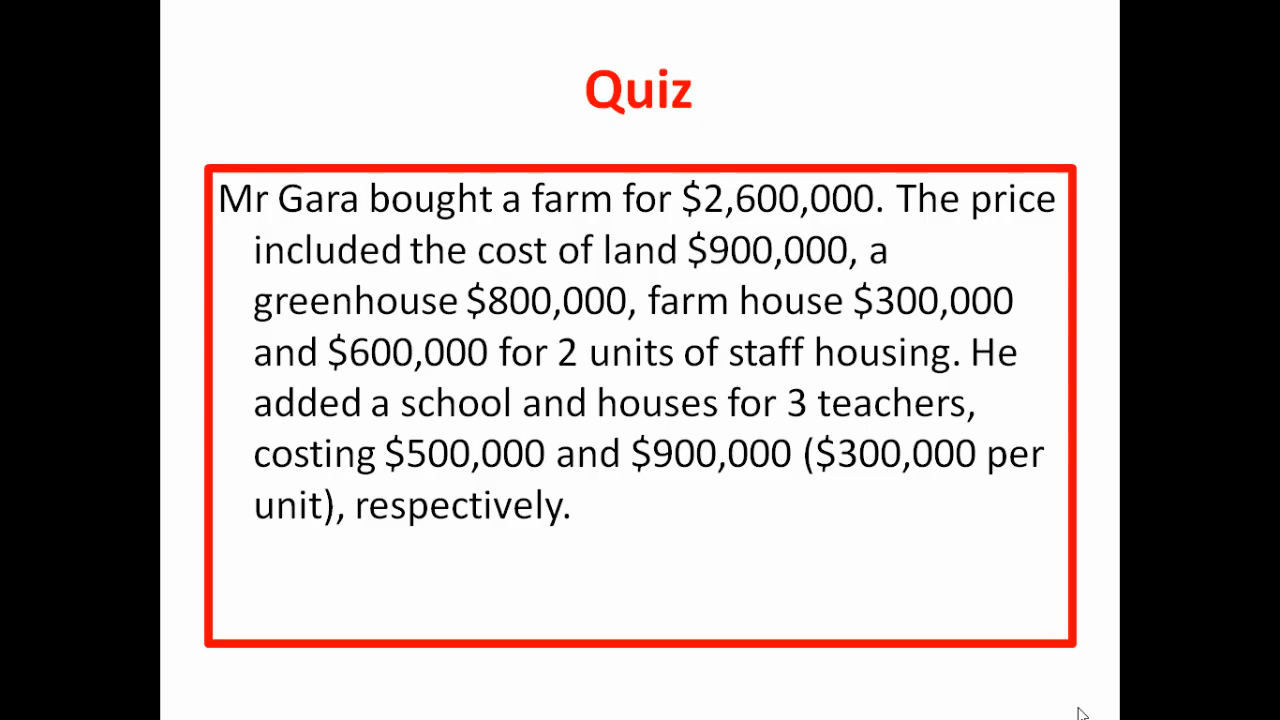 Quiz
Mr Gara bought a farm for $2,600,000. The price
included the cost of land $900,000, a
greenhouse $800,000, farm house $300,000
and $600,000 for 2 units of staff housing. He
added a school and houses for 3 teachers,
costing $500,000 and $900,000 ($300,000 per
unit), respectively.